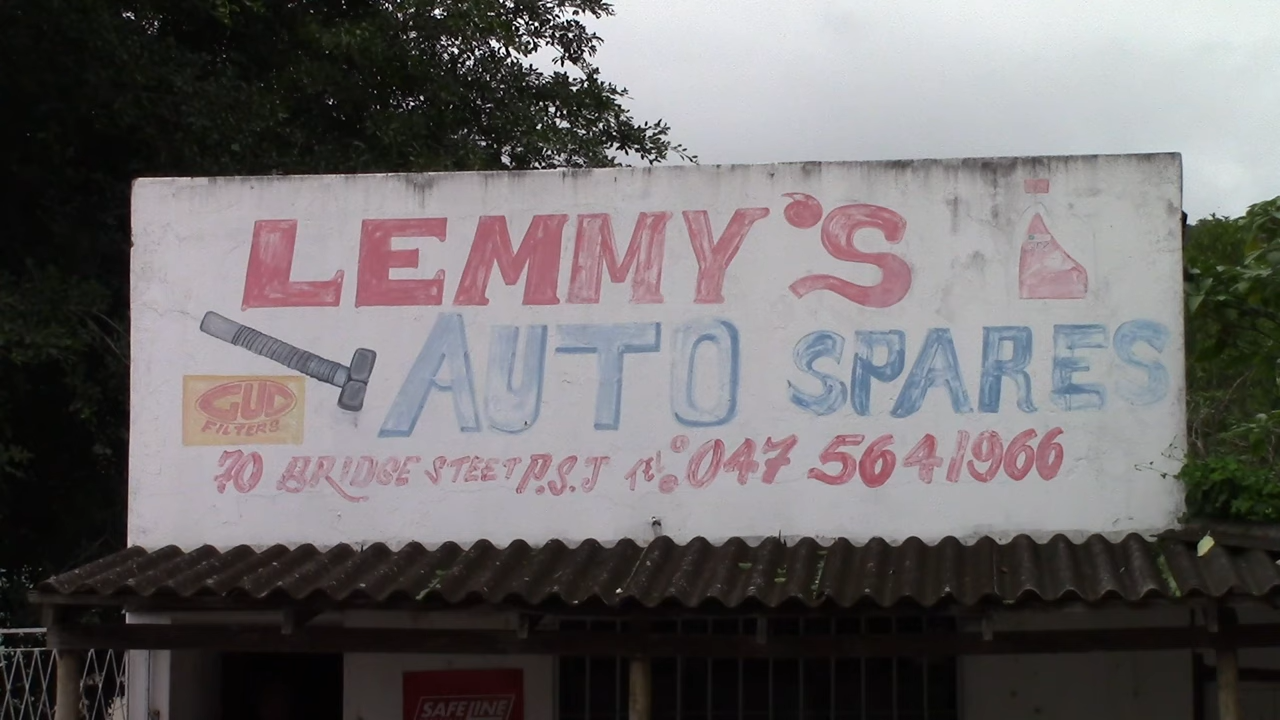 LEMMY'S
AUTO SPARES
GUD
FILTERS
70 BRIDGE STEET P.S.J Tel: 047 5641966
SAFELINE